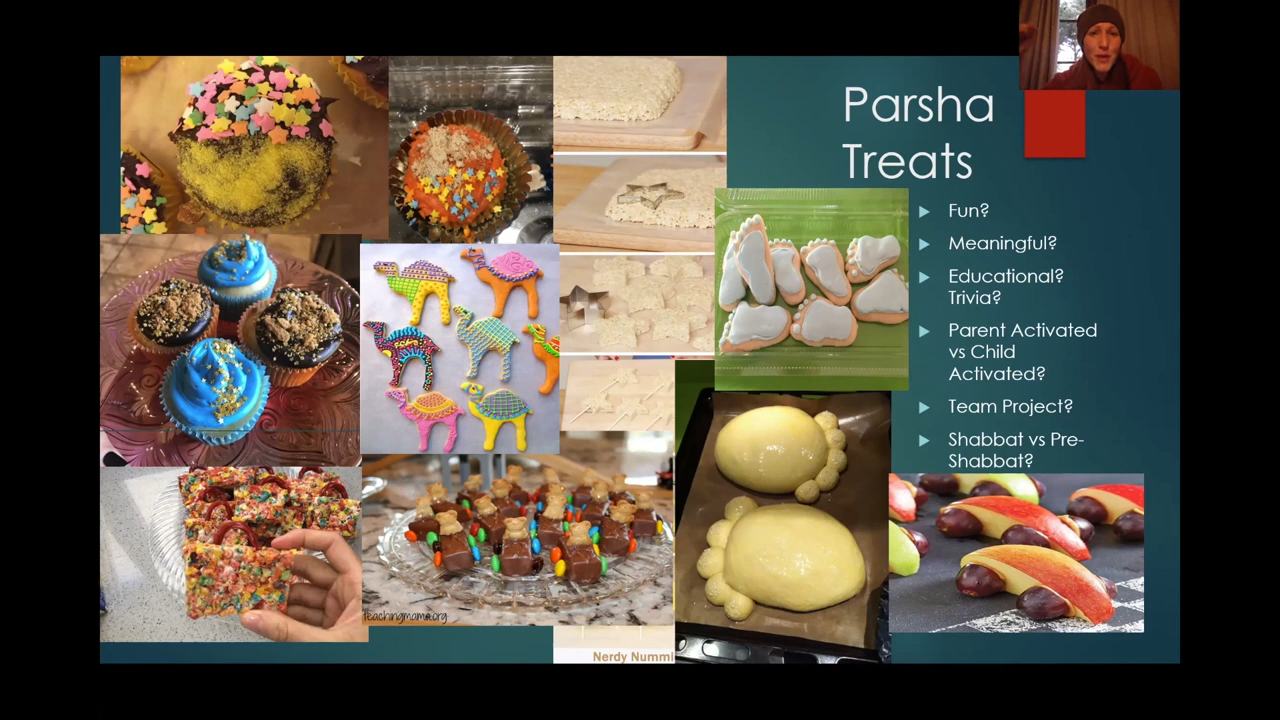 Parsha
Treats
Fun?
Meaningful?
Educational?
Trivia?
Parent Activated
vs Child
Activated?
Team Project?
Shabbat vs Pre-
Shabbat?
teachingmama.org
Nerdy Nummi